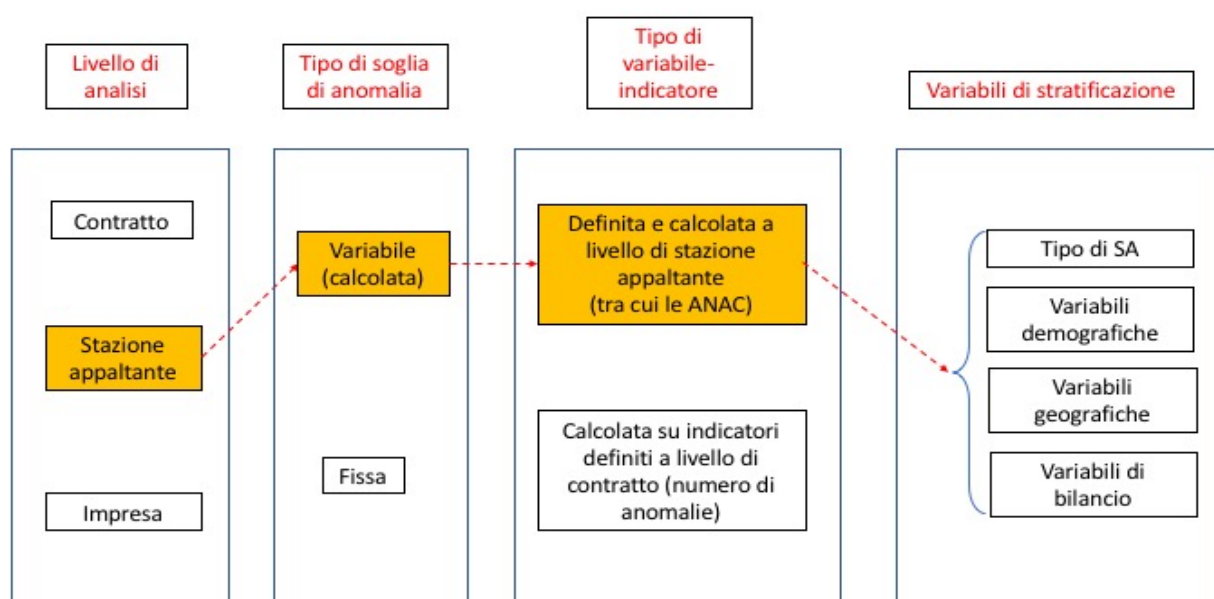 Livello di
analisi
Tipo di soglia
di anomalia
Tipo di
variabile-
indicatore
Variabili di stratificazione
Contratto
Stazione
appaltante
Impresa
Variabile
(calcolata)
Fissa
Definita e calcolata a
livello di stazione
appaltante
(tra cui le ANAC)
Calcolata su indicatori
definiti a livello di
contratto (numero di
anomalie)
Tipo di SA
Variabili
demografiche
Variabili
geografiche
Variabili di
bilancio